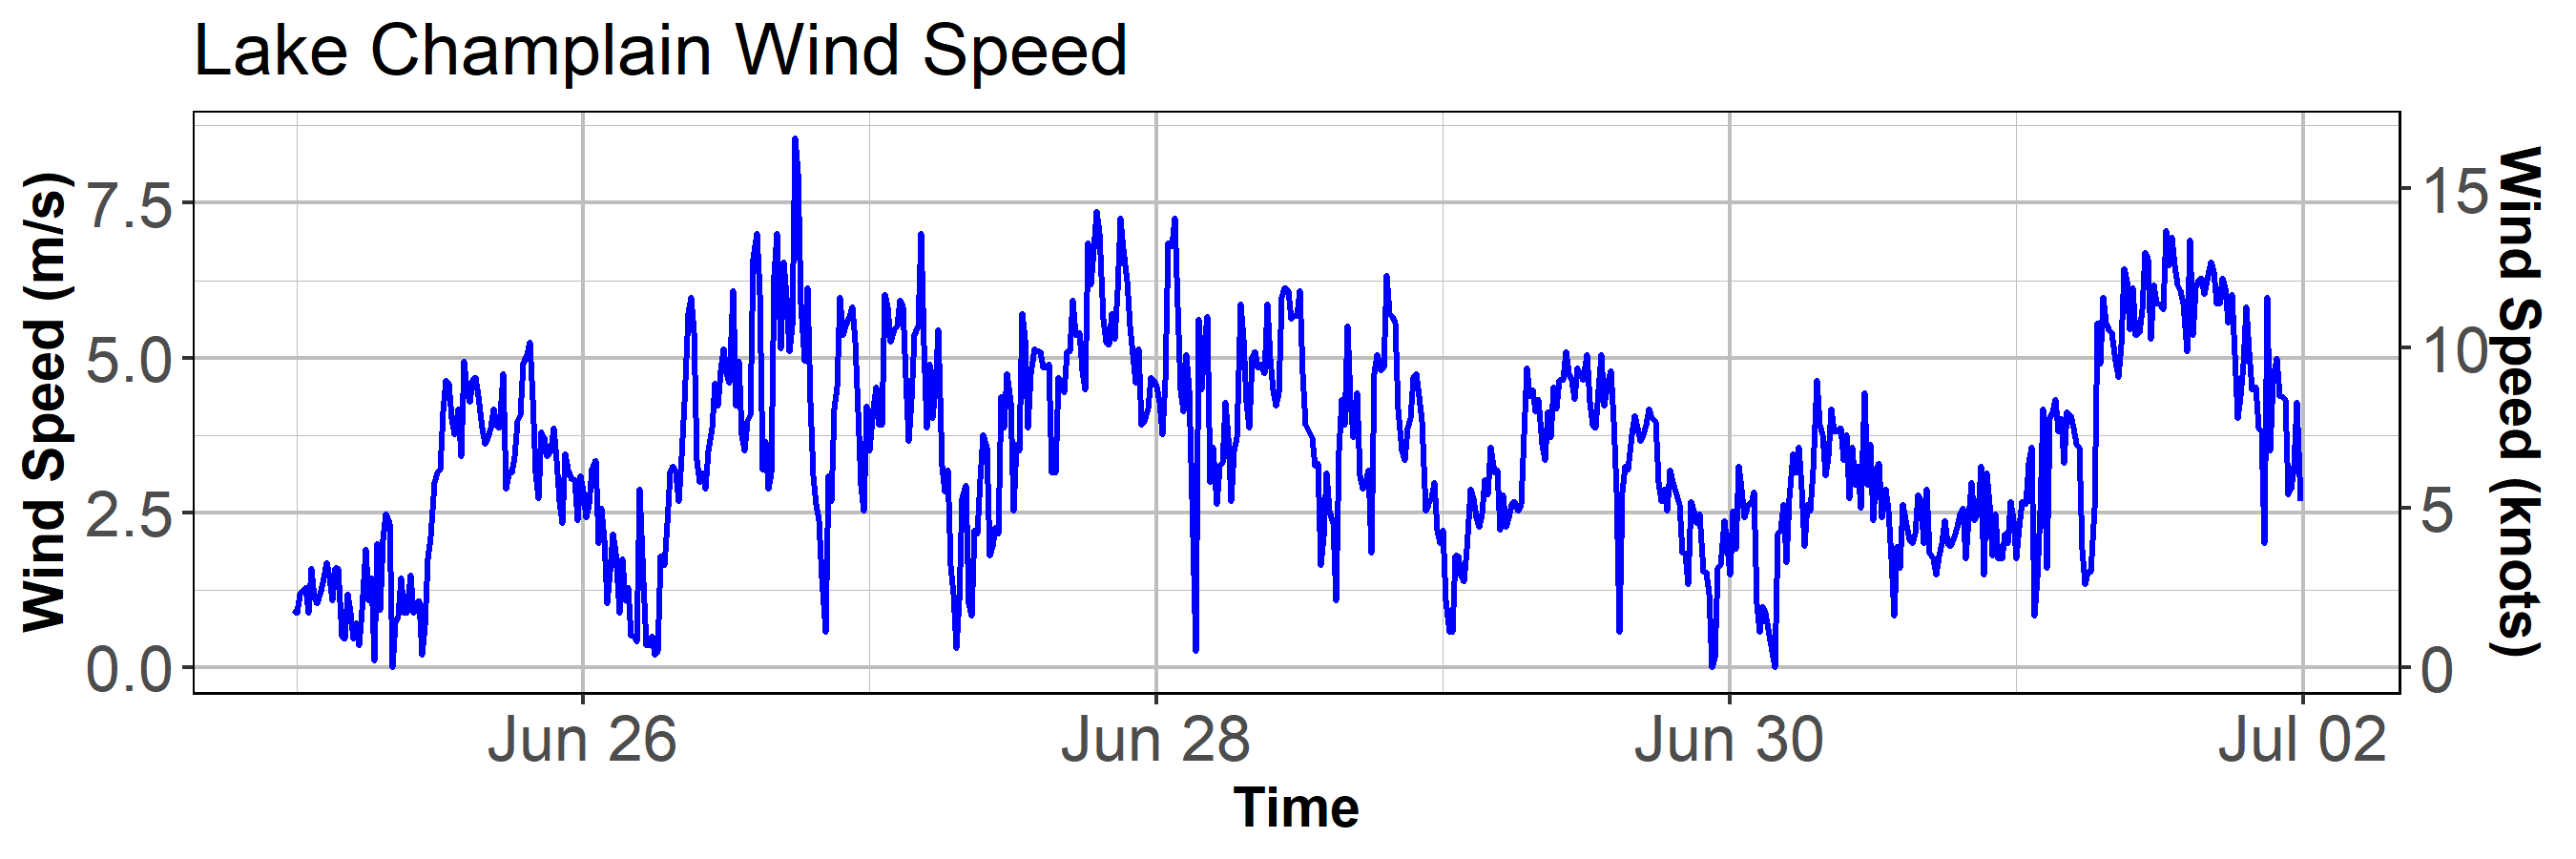 Lake Champlain Wind Speed
Wind Speed (m/s)
7.5
5.0
2.5
0.0
15
10
5
0
Wind Speed (knots)
Jun 26
Jun 28
Jun 30
Jul 02
Time